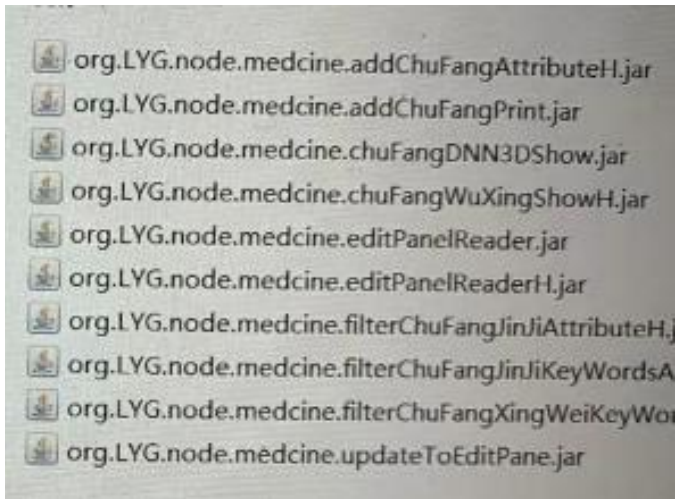 org.LYG.node.medcine.addChuFangAttributeH.jar
org.LYG.node.medcine.addChuFangPrint.jar
org.LYG.node.medcine.chuFangDNN3DShow.jar
org.LYG.node.medcine.chuFangWuXingShowH.jar
org.LYG.node.medcine.editPanelReader.jar
org.LYG.node.medcine.editPanelReaderH.jar
org.LYG.node.medcine.filterChuFangJinJiAttributeH.j
org.LYG.node.medcine.filterChuFangJinJiKeyWordsA
org.LYG.node.medcine.filterChuFangXingWeiKeyWor
org.LYG.node.medcine.updateToEditPane.jar